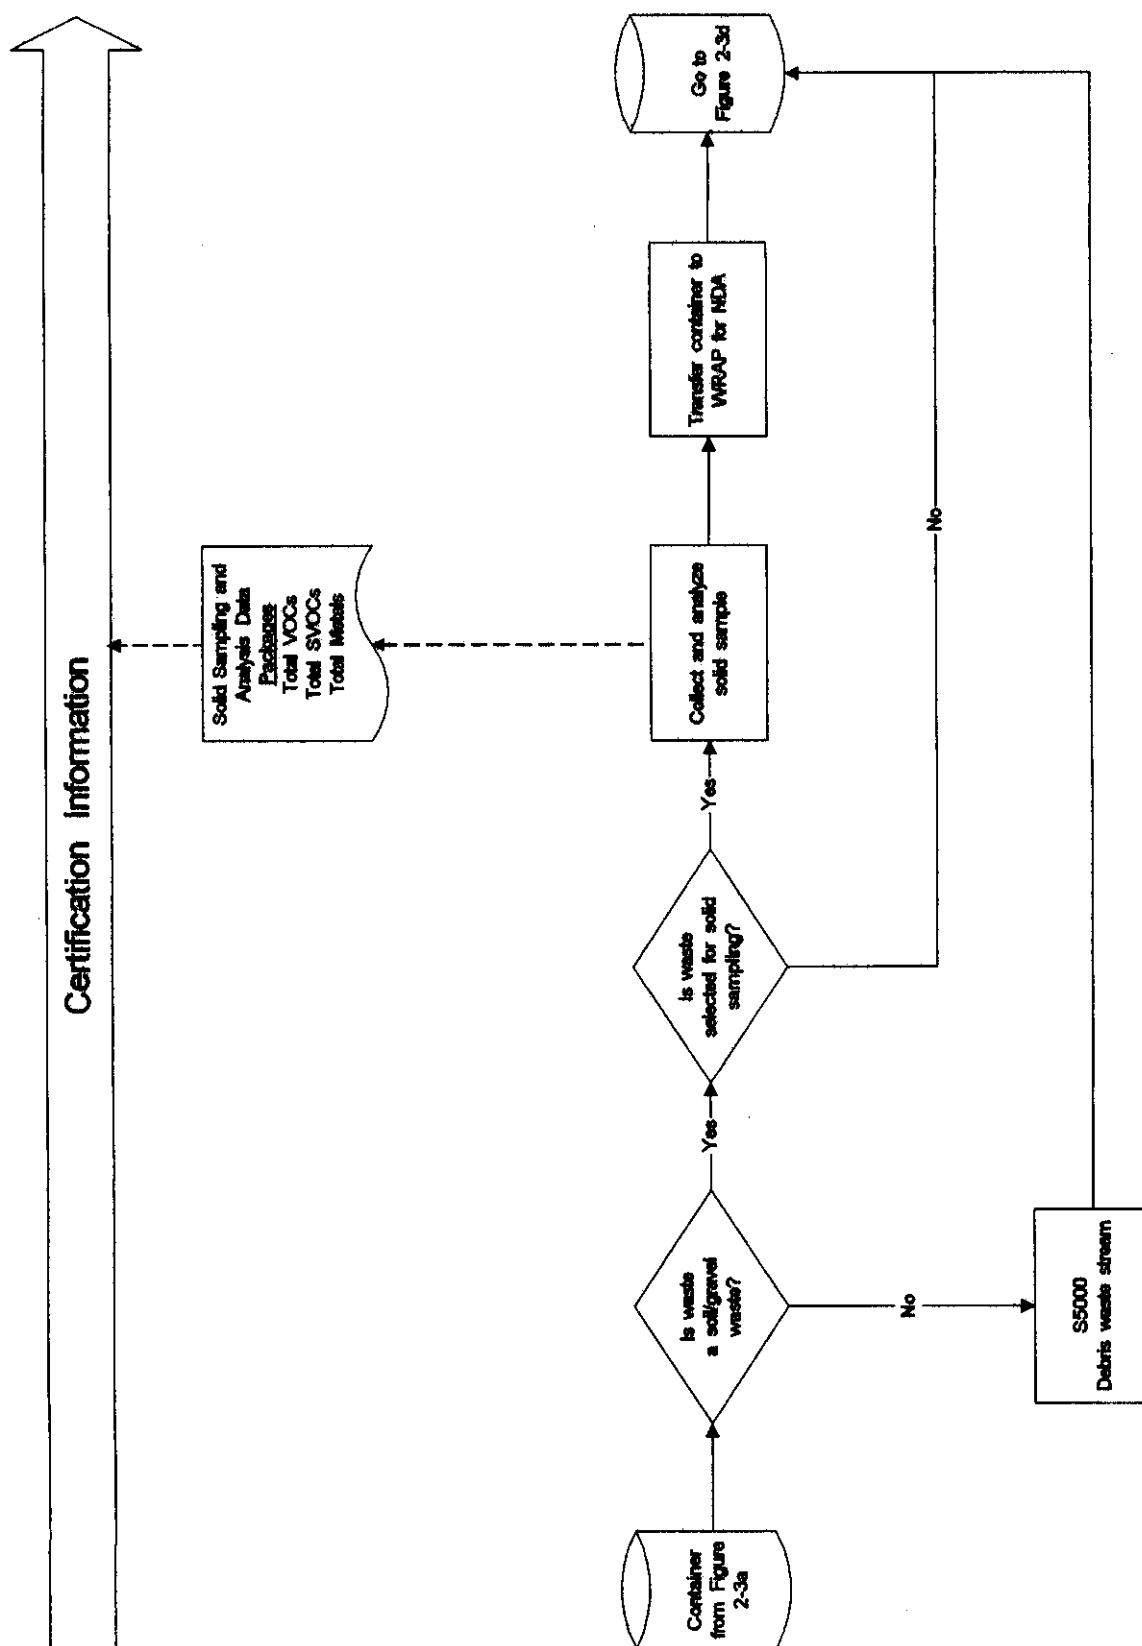 Certification Information
Solid Sampling and
Analysis Data
Packages
Total VOCs
Total SVOCs
Total Metals
Container
from Figure
2-3a
Is waste
a soil/gravel
waste?
Yes
Is waste
selected for solid
sampling?
Yes
Collect and analyze
solid sample
Transfer container to
WRAP for NDA
Go to
Figure 2-3d
No
No
S5000
Debris waste stream